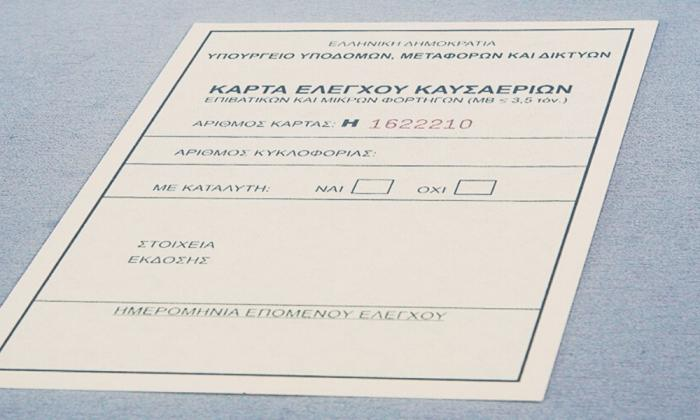 ΕΛΛΗΝΙΚΗ ΔΗΜΟΚΡΑΤΙΑ
ΥΠΟΥΡΓΕΙΟ ΥΠΟΔΟΜΩΝ, ΜΕΤΑΦΟΡΩΝ ΚΑΙ ΔΙΚΤΥΩΝ
ΚΑΡΤΑ ΕΛΕΓΧΟΥ ΚΑΥΣΑΕΡΙΩΝ
ΕΠΙΒΑΤΙΚΩΝ ΚΑΙ ΜΙΚΡΩΝ ΦΟΡΤΗΓΩΝ (ΜΒ ≤ 3,5 τόν.)
ΑΡΙΘΜΟΣ ΚΑΡΤΑΣ: Η 1622210
ΑΡΙΘΜΟΣ ΚΥΚΛΟΦΟΡΙΑΣ:
ΜΕ ΚΑΤΑΛΥΤΗ: ΝΑΙ ΟΧΙ
ΣΤΟΙΧΕΙΑ
ΕΚΔΟΣΗΣ
ΗΜΕΡΟΜΗΝΙΑ ΕΠΟΜΕΝΟΥ ΕΛΕΓΧΟΥ